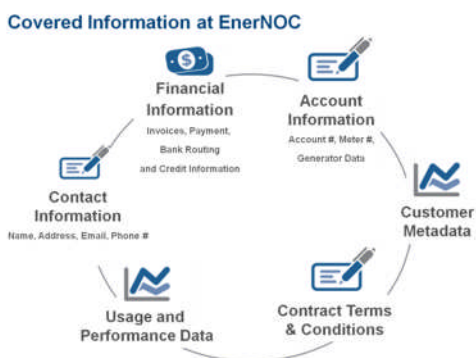 Covered Information at EnerNOC
Financial
Information
Invoices, Payment,
Bank Routing
and Credit Information
Account
Information
Account #, Meter #,
Generator Data
Contact
Information
Name, Address, Email, Phone #
Customer
Metadata
Usage and
Performance Data
Contract Terms
& Conditions